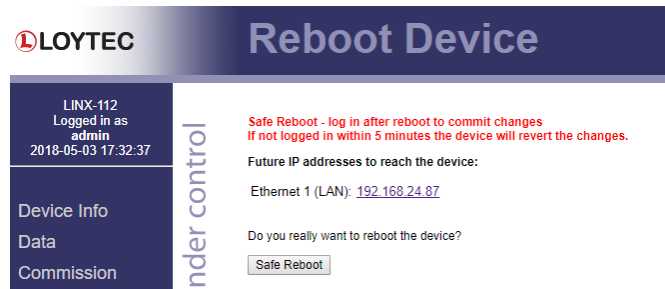 LOYTEC
Reboot Device
LINX-112
Logged in as
admin
2018-05-03 17:32:37
Device Info
Data
Commission
nder control
Safe Reboot - log in after reboot to commit changes
If not logged in within 5 minutes the device will revert the changes.
Future IP addresses to reach the device:
Ethernet 1 (LAN): 192.168.24.87
Do you really want to reboot the device?
Safe Reboot